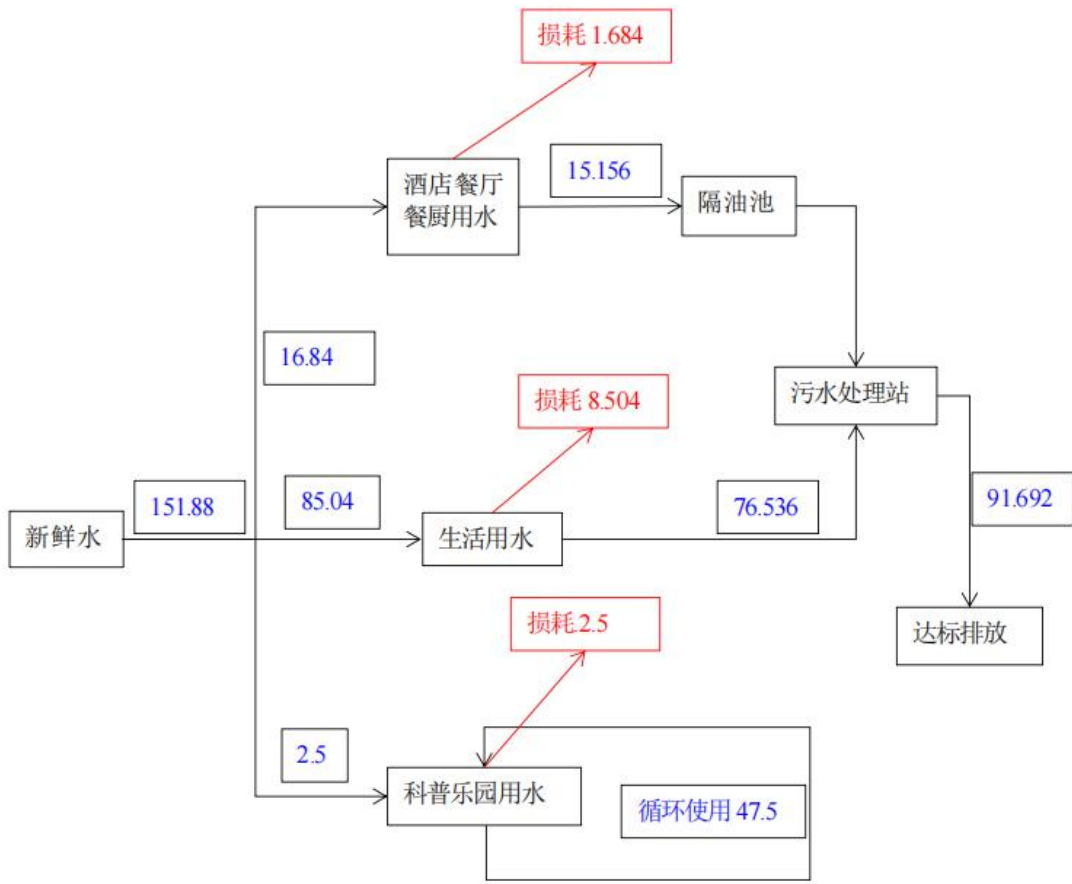 损耗 1.684
酒店餐厅
餐厨用水
15.156
隔油池
16.84
污水处理站
损耗 8.504
151.88
85.04
76.536
91.692
新鲜水
生活用水
损耗.2.5
达标排放
2.5
科普乐园用水
循环使用 47.5